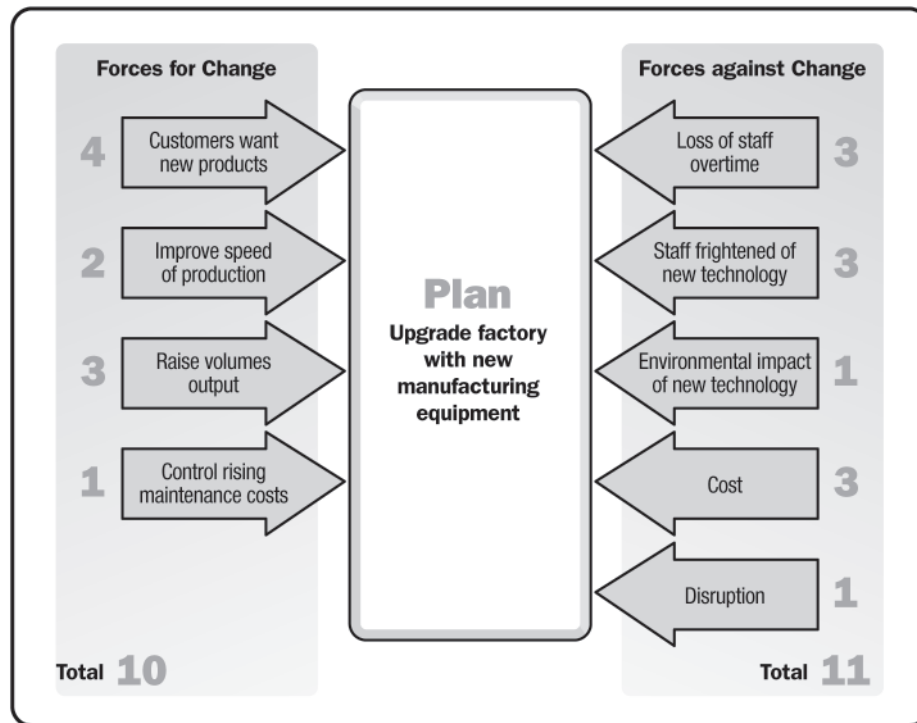 Forces for Change
4
Customers want
new products
2
Improve speed
of production
3
Raise volumes
output
1
Control rising
maintenance costs
Total 10
Plan
Upgrade factory
with new
manufacturing
equipment
Forces against Change
Loss of staff
overtime
3
Staff frightened of
new technology
3
Environmental impact
of new technology
1
Cost
3
Disruption
1
Total 11